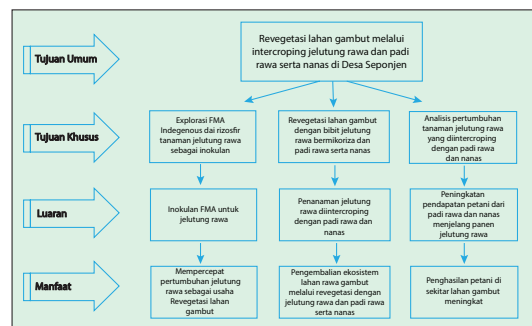 Tujuan Umum
Revegetasi lahan gambut melalui
intercroping jelutung rawa dan padi
rawa serta nanas di Desa Seponjen
Tujuan Khusus
Explorasi FMA
Indegenous dai rizosfir
tanaman jelutung rawa
sebagai inokulan
Revegetasi lahan gambut
dengan bibit jelutung
rawa bermikoriza dan
padi rawa serta nanas
Analisis pertumbuhan
tanaman jelutung rawa
yang diintercroping
dengan padi rawa
dan nanas
Luaran
Inokulan FMA untuk
jelutung rawa
Penanaman jelutung
rawa diintercroping
dengan padi rawa dan
nanas
Peningkatan
pendapatan petani dari
padi rawa dan nanas
menjelang panen
jelutung rawa
Manfaat
Mempercepat
pertumbuhan jelutung
rawa sebagai usaha
Revegetasi lahan
gambut
Pengembalian ekosistem
lahan rawa gambut
melalui revegetasi dengan
jelutung rawa dan padi
rawa serta nanas
Penghasilan petani di
sekitar lahan gambut
meningkat